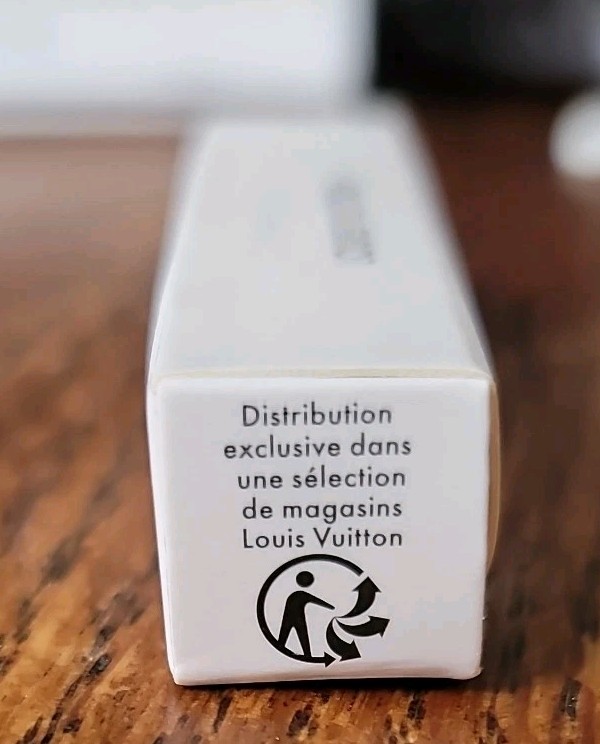 Distribution
exclusive dans
une sélection
de magasins
Louis Vuitton